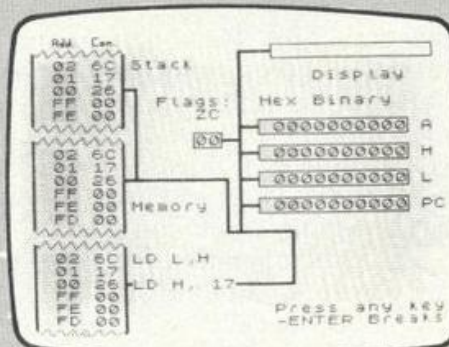 Add. Con.
02 6C
01 17
00 26
FF 00
FE 00
Stack
02 6C
01 17
00 26
FF 00
FE 00
FD 00
Memory
02 6C LD L,H
01 17
00 26 LD H, 17
FF 00
FE 00
FD 00
Display
Flags:
ZC
00
Hex Binary
0000000000 A
0000000000 H
0000000000 L
0000000000 PC
Press any key
-ENTER Breaks